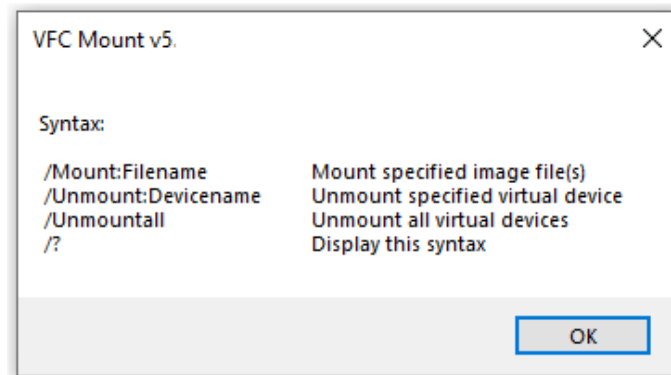 VFC Mount v5.
Syntax:
/Mount:Filename Mount specified image file(s)
/Unmount:Devicename Unmount specified virtual device
/Unmountall Unmount all virtual devices
/? Display this syntax
OK